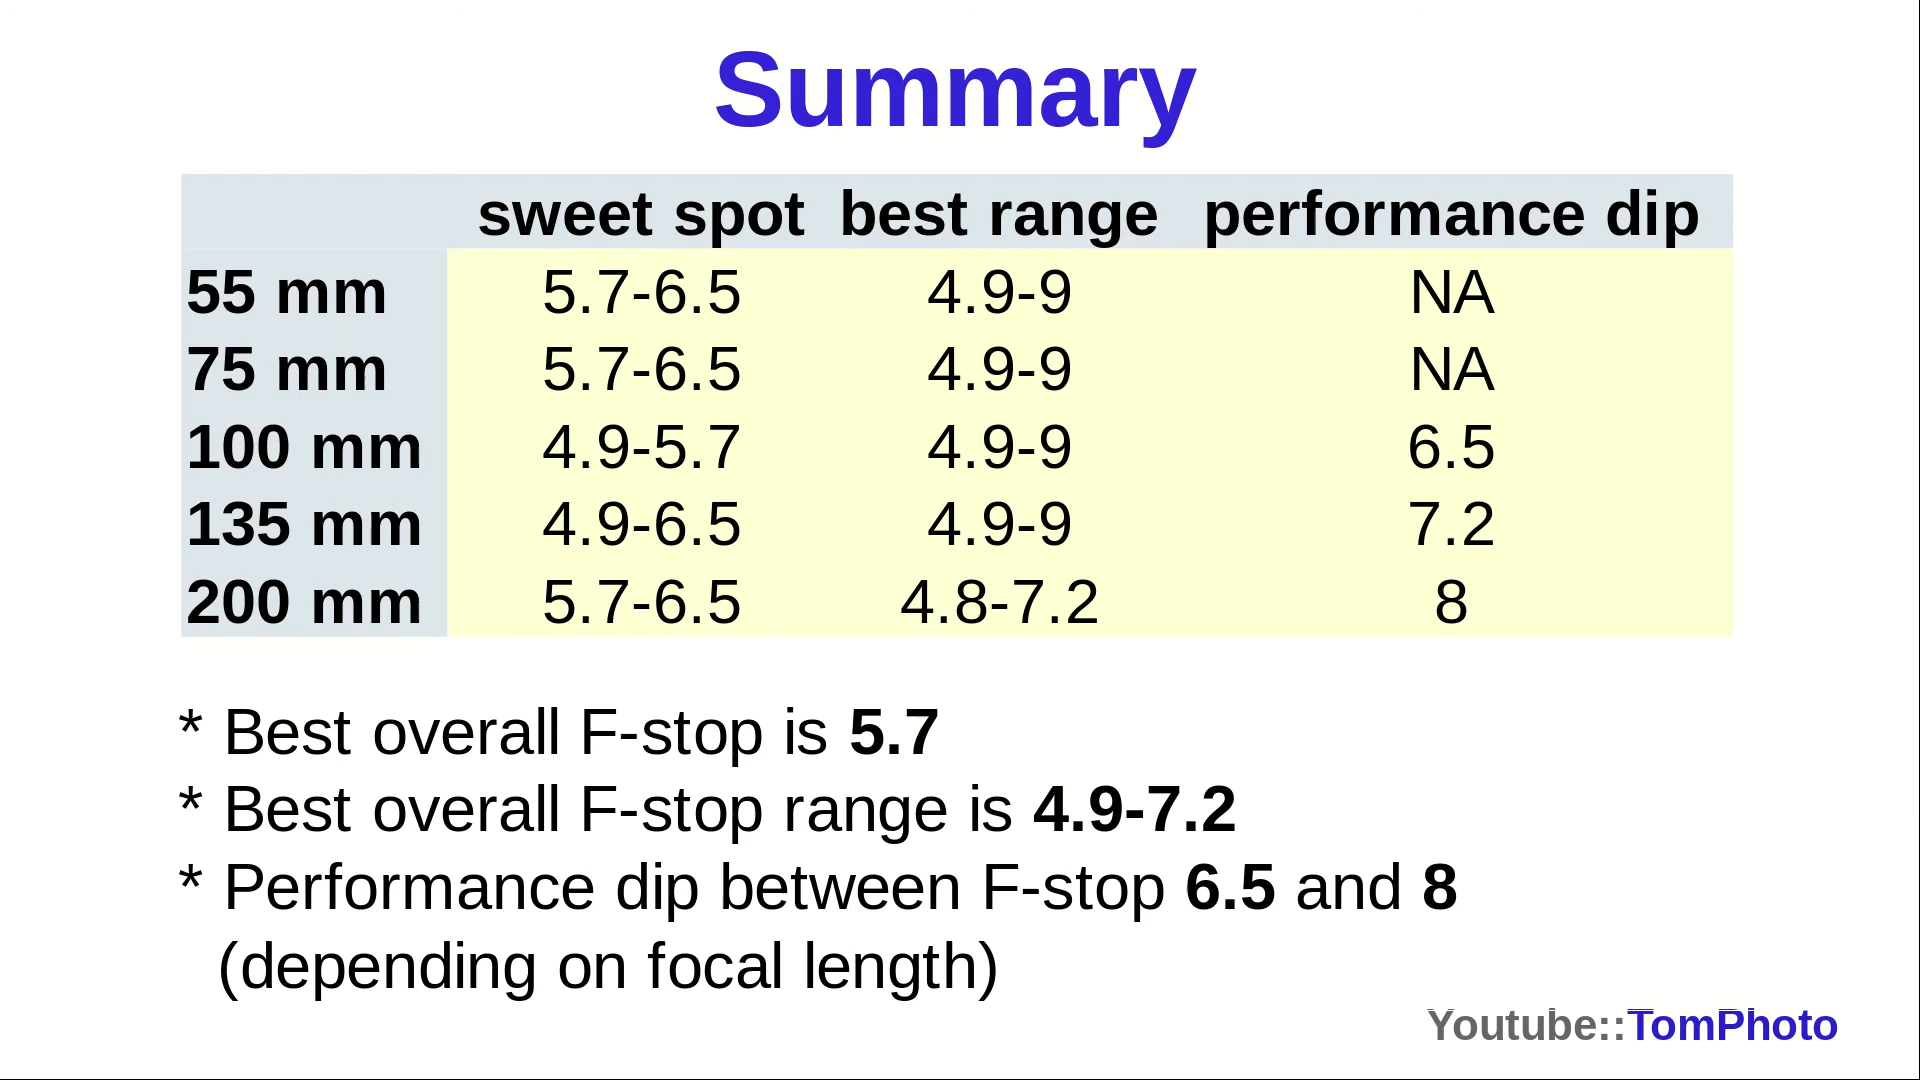 Summary
sweet spot best range performance dip
55 mm 5.7-6.5 4.9-9 NA
75 mm 5.7-6.5 4.9-9 NA
100 mm 4.9-5.7 4.9-9 6.5
135 mm 4.9-6.5 4.9-9 7.2
200 mm 5.7-6.5 4.8-7.2 8
* Best overall F-stop is 5.7
* Best overall F-stop range is 4.9-7.2
* Performance dip between F-stop 6.5 and 8
(depending on focal length)
Youtube::TomPhoto